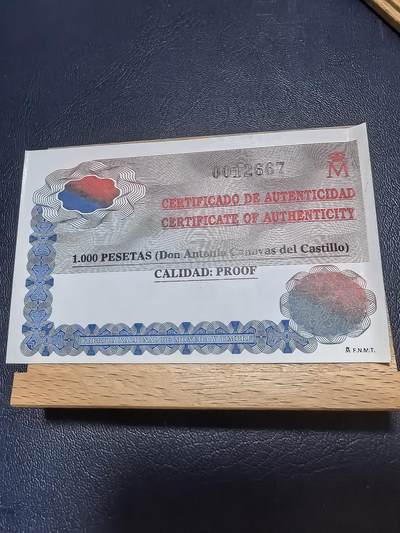 0012667
M
CERTIFICADO DE AUTENTICIDAD
CERTIFICATE OF AUTHENTICITY
1.000 PESETAS (Don Antonio Canovas del Castillo)
CALIDAD: PROOF
F.N.M.T.